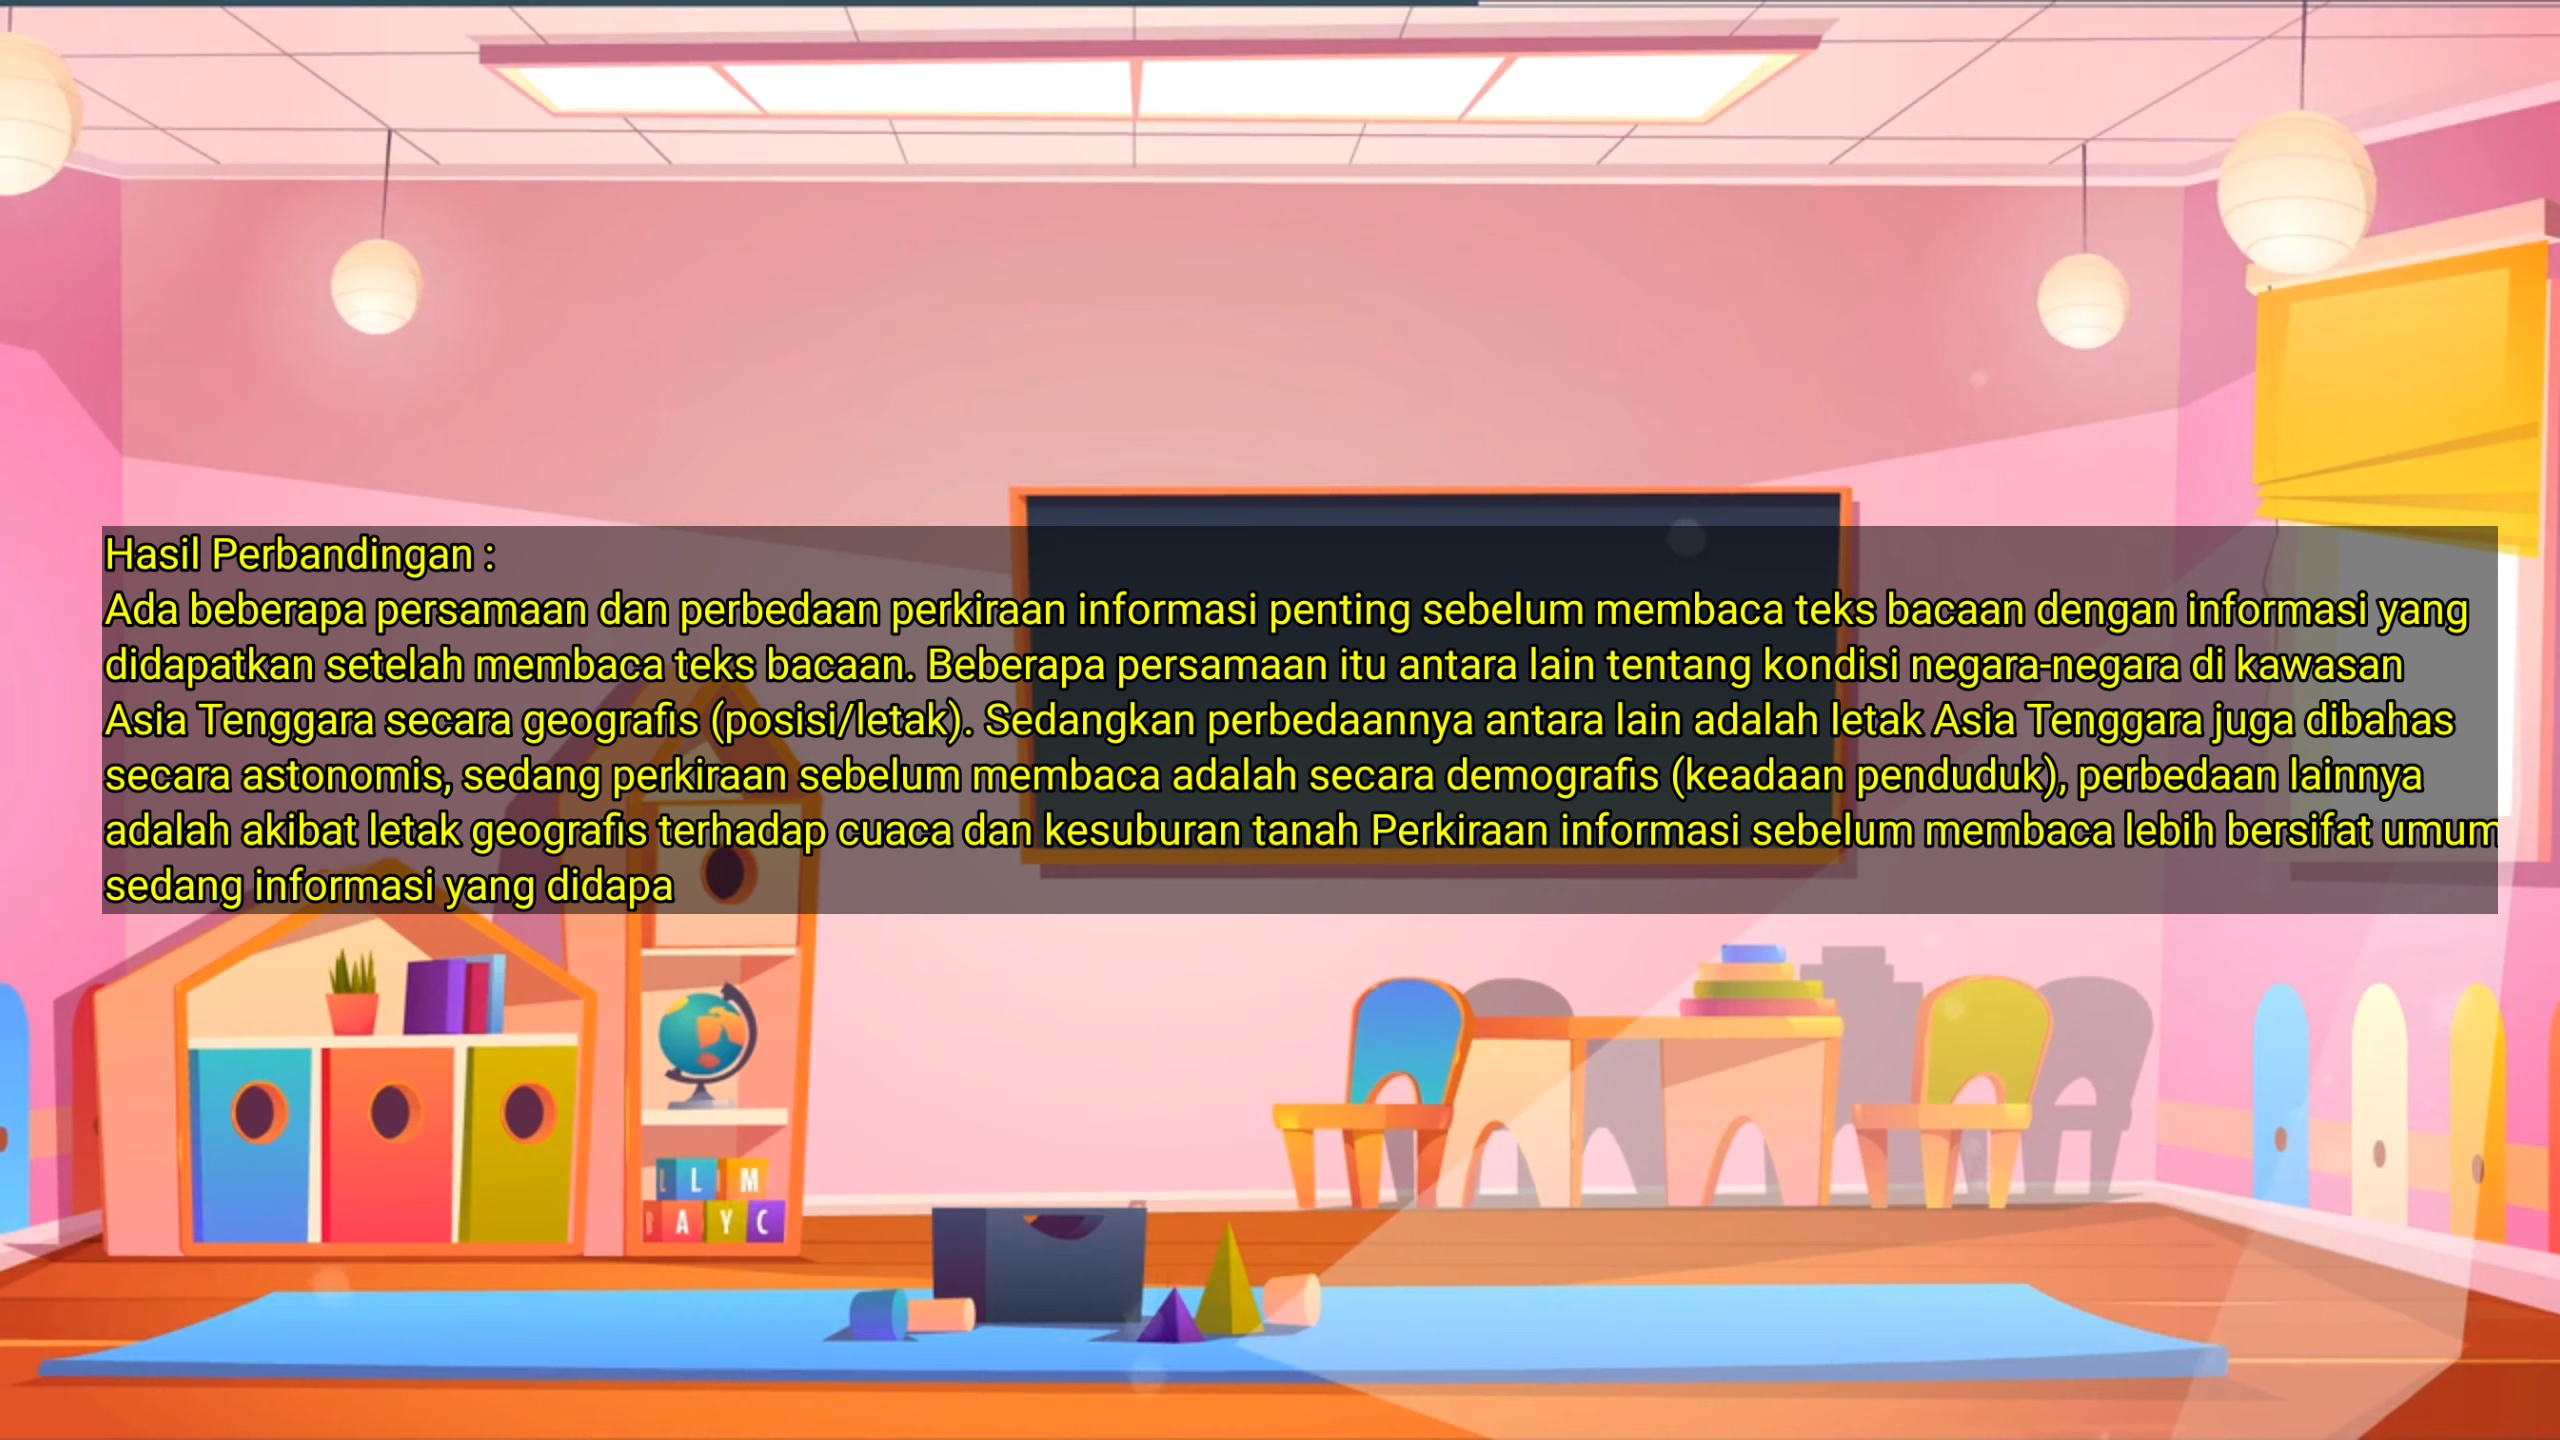 Hasil Perbandingan :
Ada beberapa persamaan dan perbedaan perkiraan informasi penting sebelum membaca teks bacaan dengan informasi yang
didapatkan setelah membaca teks bacaan. Beberapa persamaan itu antara lain tentang kondisi negara-negara di kawasan
Asia Tenggara secara geografis (posisi/letak). Sedangkan perbedaannya antara lain adalah letak Asia Tenggara juga dibahas
secara astonomis, sedang perkiraan sebelum membaca adalah secara demografis (keadaan penduduk), perbedaan lainnya
adalah akibat letak geografis terhadap cuaca dan kesuburan tanah Perkiraan informasi sebelum membaca lebih bersifat umum
sedang informasi yang didapa
L L M
B A Y C